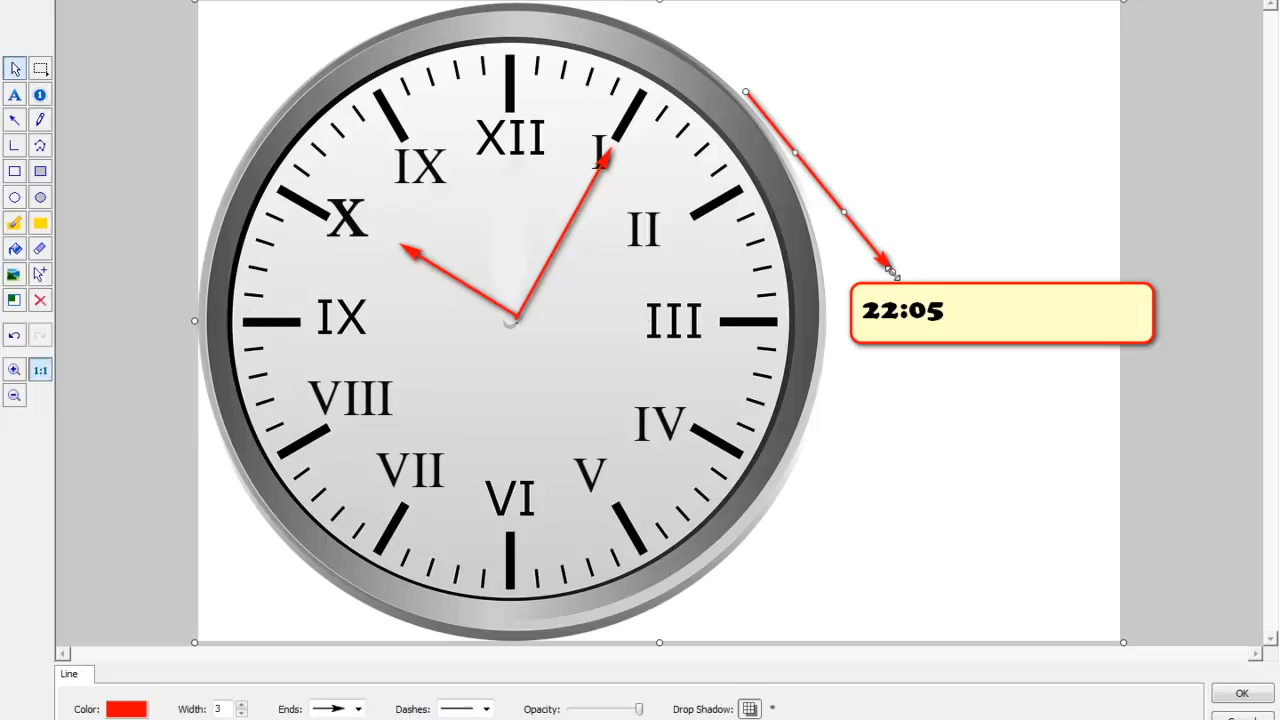 XII
I
IX
X
II
IX
III
VIII
IV
VII
V
VI
22:05
A
1
1:1
Line
OK
Color:
Width: 3
Ends:
Dashes:
Opacity:
Drop Shadow: